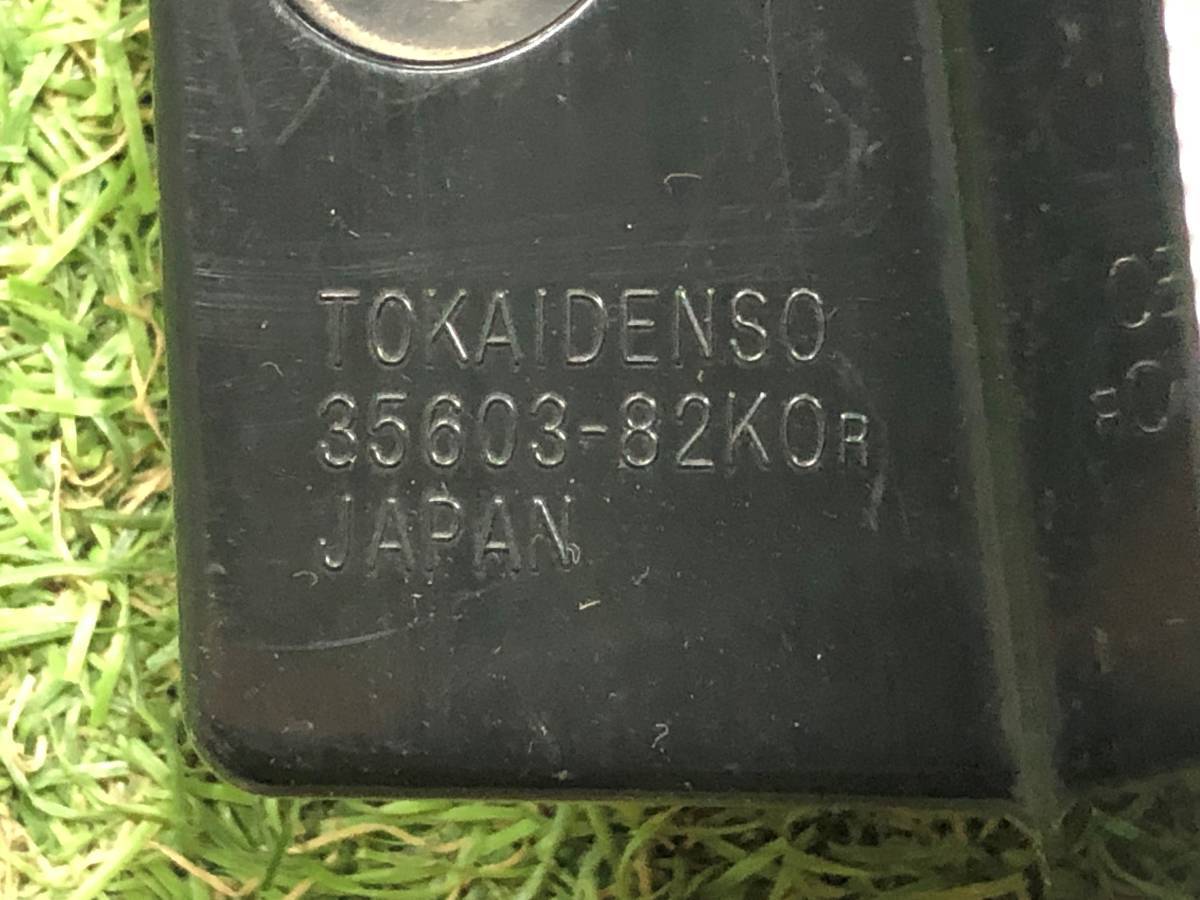 TOKAIDENSO
35603-82K0R
JAPAN